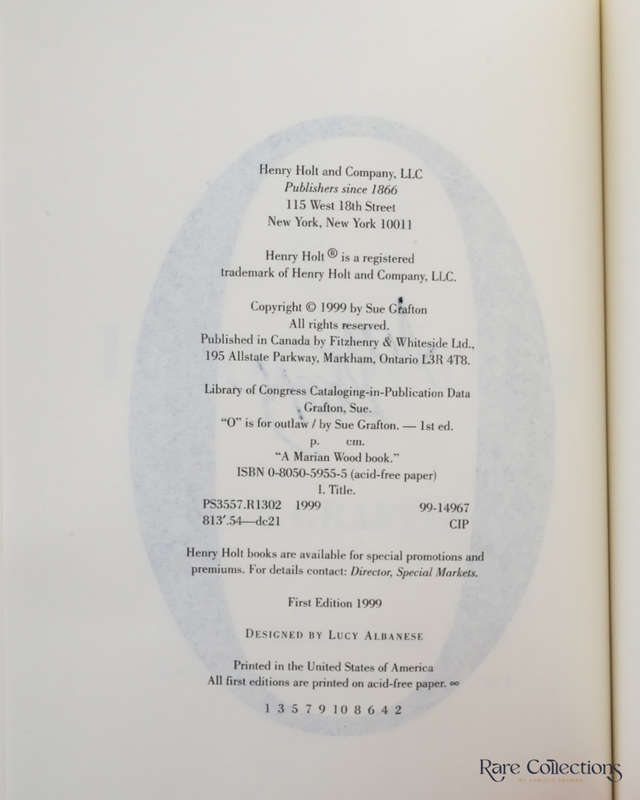 Henry Holt and Company, LLC
Publishers since 1866
115 West 18th Street
New York, New York 10011
Henry Holt ® is a registered
trademark of Henry Holt and Company, LLC.
Copyright © 1999 by Sue Grafton
All rights reserved.
Published in Canada by Fitzhenry & Whiteside Ltd.,
195 Allstate Parkway, Markham, Ontario L3R 4T8.
Library of Congress Cataloging-in-Publication Data
Grafton, Sue.
“O” is for outlaw / by Sue Grafton. — 1st ed.
p. cm.
“A Marian Wood book.”
ISBN 0-8050-5955-5 (acid-free paper)
I. Title.
PS3557.R1302 1999 99-14967
813′.54—dc21 CIP
Henry Holt books are available for special promotions and
premiums. For details contact: Director, Special Markets.
First Edition 1999
DESIGNED BY LUCY ALBANESE
Printed in the United States of America
All first editions are printed on acid-free paper. ∞
1 3 5 7 9 10 8 6 4 2
Rare Collections